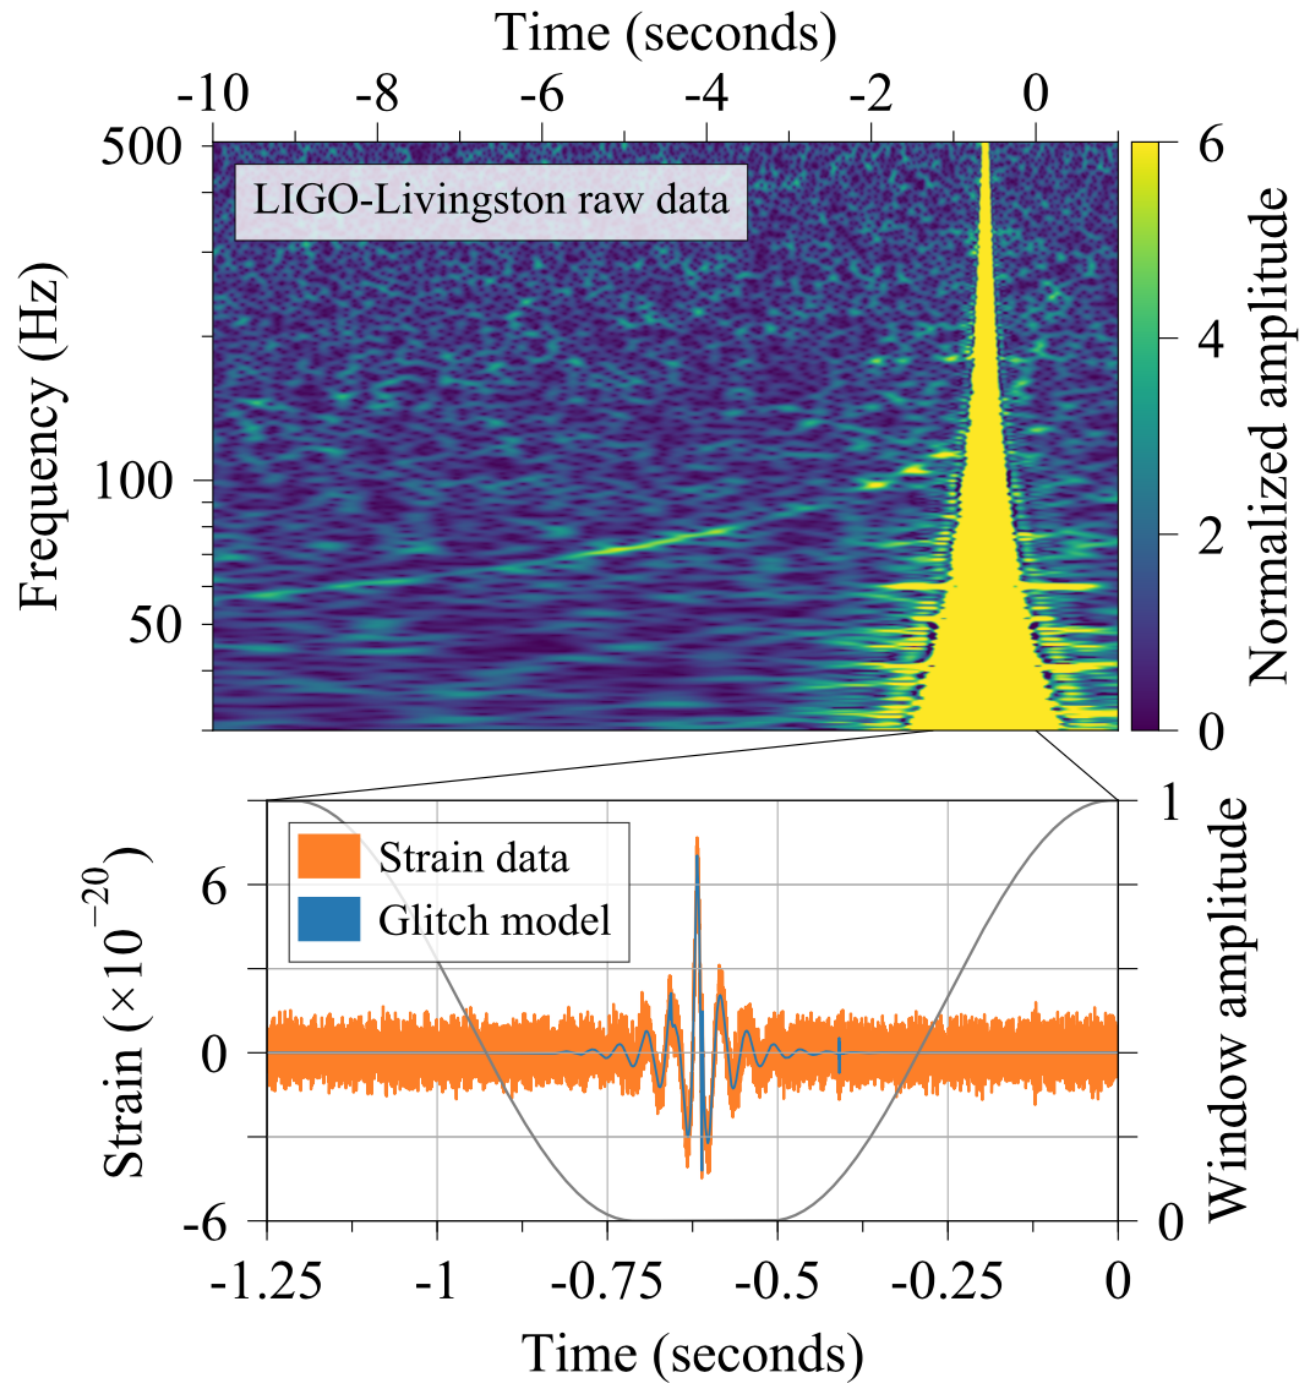 Time (seconds)
-10 -8 -6 -4 -2 0
500
100
50
Frequency (Hz)
LIGO-Livingston raw data
6
4
2
0
Normalized amplitude
Strain data
Glitch model
6
0
-6
Strain (×10⁻²⁰)
1
0
Window amplitude
-1.25 -1 -0.75 -0.5 -0.25 0
Time (seconds)